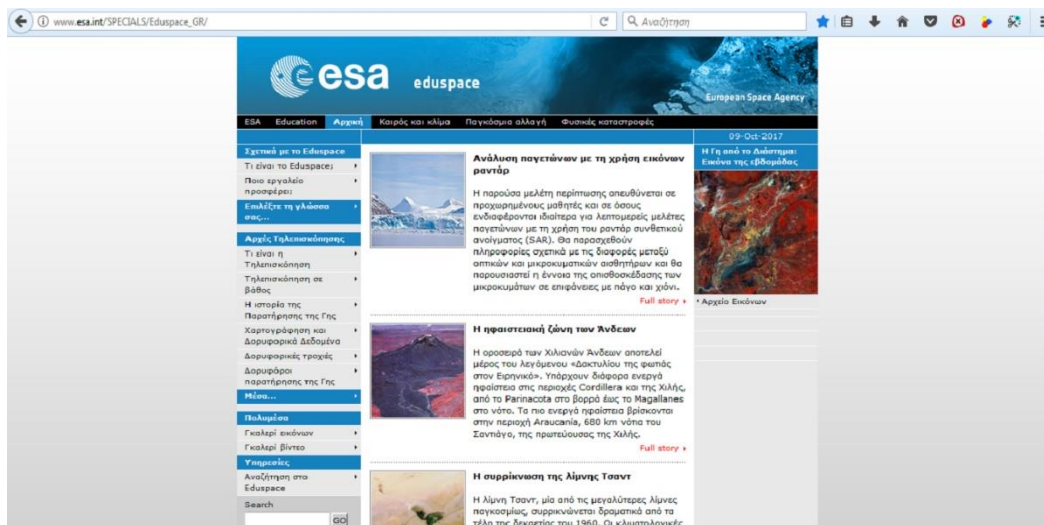 www.esa.int/SPECIALS/Eduspace_GR/
Αναζήτηση
esa eduspace
European Space Agency
ESA Education Αρχική Καιρός και κλίμα Παγκόσμια αλλαγή Φυσικές καταστροφές
09-Oct-2017
Σχετικά με το Eduspace
Τι είναι το Eduspace;
Ποιο εργαλείο
προσφέρει;
Επιλέξτε τη γλώσσα
σας...
Αρχές Τηλεπισκόπησης
Τι είναι η
Τηλεπισκόπηση
Τηλεπισκόπηση σε
βάθος
Η ιστορία της
Παρατήρησης της Γης
Χαρτογράφηση και
Δορυφορικά Δεδομένα
Δορυφορικές τροχιές
Δορυφόροι
παρατήρησης της Γης
Μέσα...
Πολυμέσα
Γκαλερί εικόνων
Γκαλερί βίντεο
Υπηρεσίες
Αναζήτηση στο
Eduspace
Search
GO
Ανάλυση παγετώνων με τη χρήση εικόνων
ραντάρ
Η παρούσα μελέτη περίπτωσης απευθύνεται σε
προχωρημένους μαθητές και σε όσους
ενδιαφέρονται ιδιαίτερα για λεπτομερείς μελέτες
παγετώνων με τη χρήση του ραντάρ συνθετικού
ανοίγματος (SAR). Θα παρασχεθούν
πληροφορίες σχετικά με τις διαφορές μεταξύ
οπτικών και μικροκυματικών αισθητήρων και θα
παρουσιαστεί η έννοια της οπισθοσκέδασης των
μικροκυμάτων σε επιφάνειες με πάγο και χιόνι.
Full story
Η ηφαιστειακή ζώνη των Άνδεων
Η οροσειρά των Χιλιανών Άνδεων αποτελεί
μέρος του λεγόμενου «Δακτυλίου της φωτιάς
στον Ειρηνικό». Υπάρχουν διάφορα ενεργά
ηφαίστεια στις περιοχές Cordillera και της Χιλής,
από το Parinacota στο βορρά έως το Magallanes
στο νότο. Τα πιο ενεργά ηφαίστεια βρίσκονται
στην περιοχή Araucanía, 680 km νότια του
Σαντιάγο, της πρωτεύουσας της Χιλής.
Full story
Η συρρίκνωση της λίμνης Τσαντ
Η λίμνη Τσαντ, μία από τις μεγαλύτερες λίμνες
παγκοσμίως, συρρικνώνεται δραματικά από τα
τέλη της δεκαετίας του 1960. Οι κλιματολογικές
Η Γη από το Διάστημα:
Εικόνα της εβδομάδας
Αρχείο Εικόνων